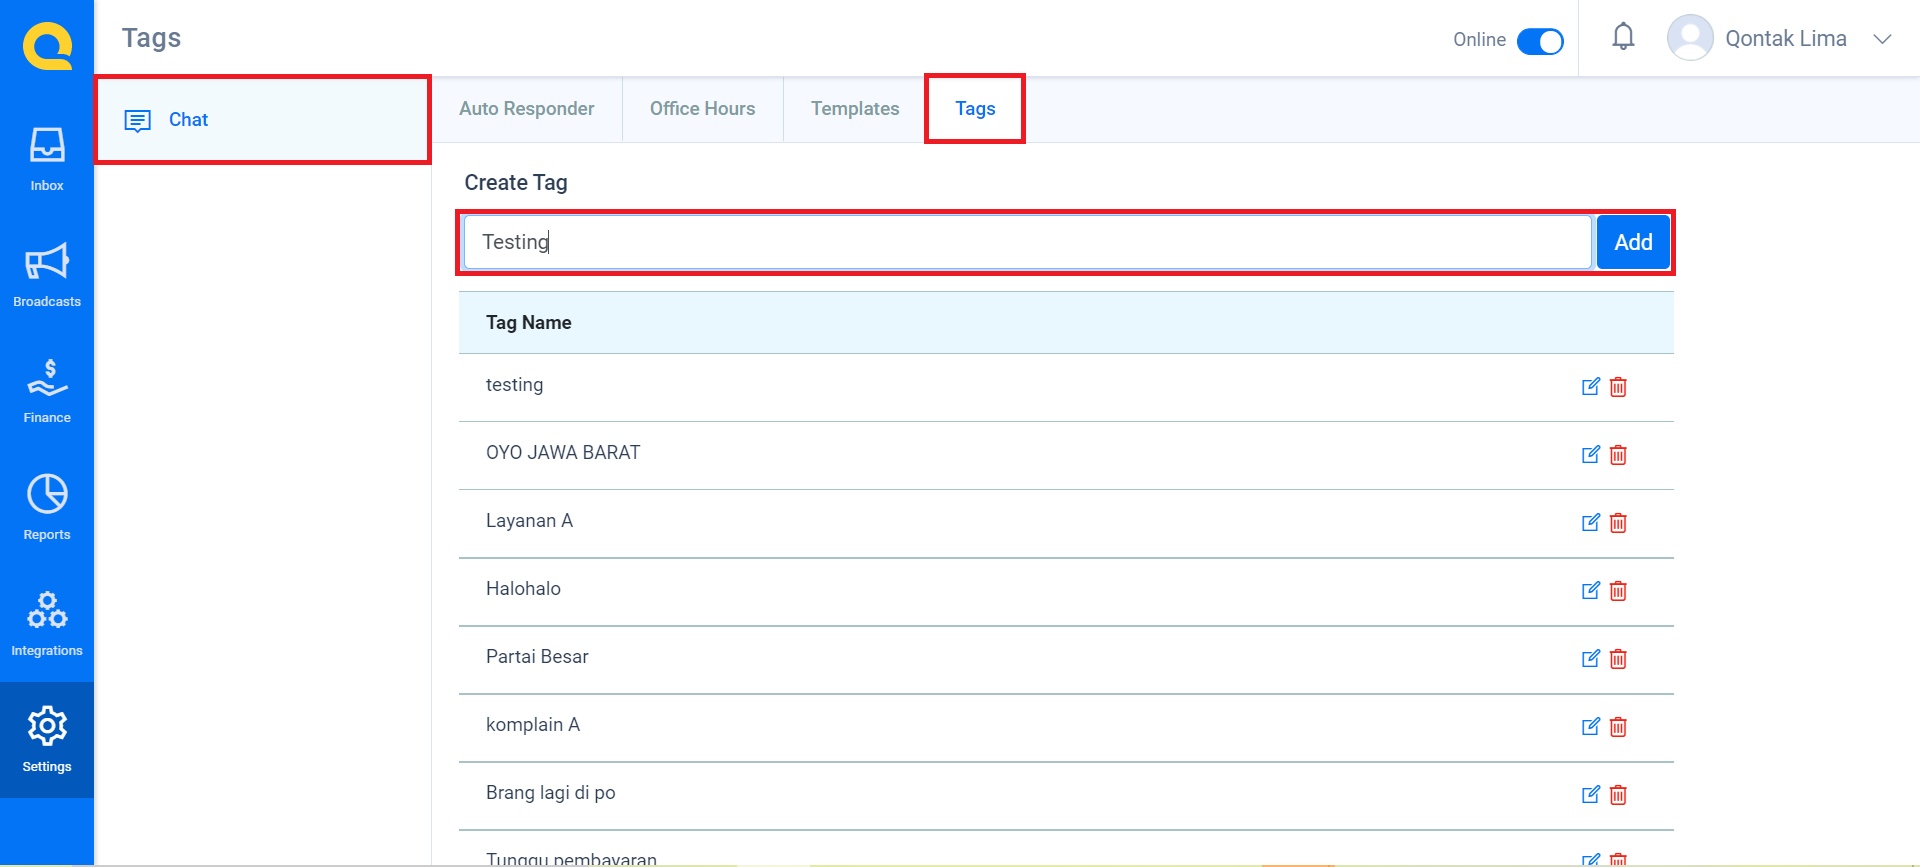 Tags
Online
Qontak Lima
Inbox
Broadcasts
Finance
Reports
Integrations
Settings
Chat
Auto Responder
Office Hours
Templates
Tags
Create Tag
Testing
Add
Tag Name
testing
OYO JAWA BARAT
Layanan A
Halohalo
Partai Besar
komplain A
Brang lagi di po
Tunggu pembayaran